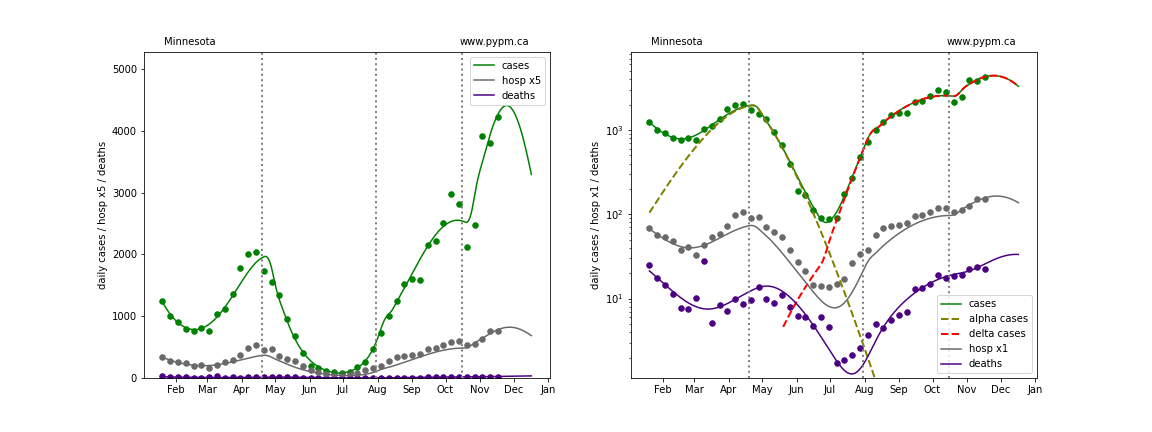 Minnesota www.pypm.ca
daily cases / hosp x5 / deaths
5000
4000
3000
2000
1000
0
cases
hosp x5
deaths
Feb Mar Apr May Jun Jul Aug Sep Oct Nov Dec Jan
Minnesota www.pypm.ca
daily cases / hosp x1 / deaths
10³
10²
10¹
cases
alpha cases
delta cases
hosp x1
deaths
Feb Mar Apr May Jun Jul Aug Sep Oct Nov Dec Jan